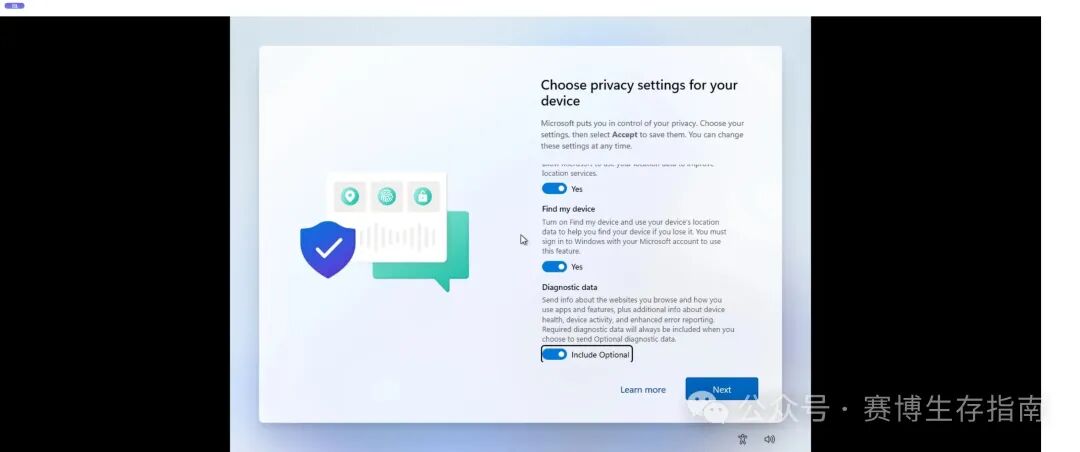 Choose privacy settings for your
device
Microsoft puts you in control of your privacy. Choose your
settings, then select Accept to save them. You can change
these settings at any time.
location services.
Yes
Find my device
Turn on Find my device and use your device's location
data to help you find your device if you lose it. You must
sign in to Windows with your Microsoft account to use
this feature.
Yes
Diagnostic data
Send info about the websites you browse and how you
use apps and features, plus additional info about device
health, device activity, and enhanced error reporting.
Required diagnostic data will always be included when you
choose to send Optional diagnostic data.
Include Optional
Learn more
Next
公众号·赛博生存指南